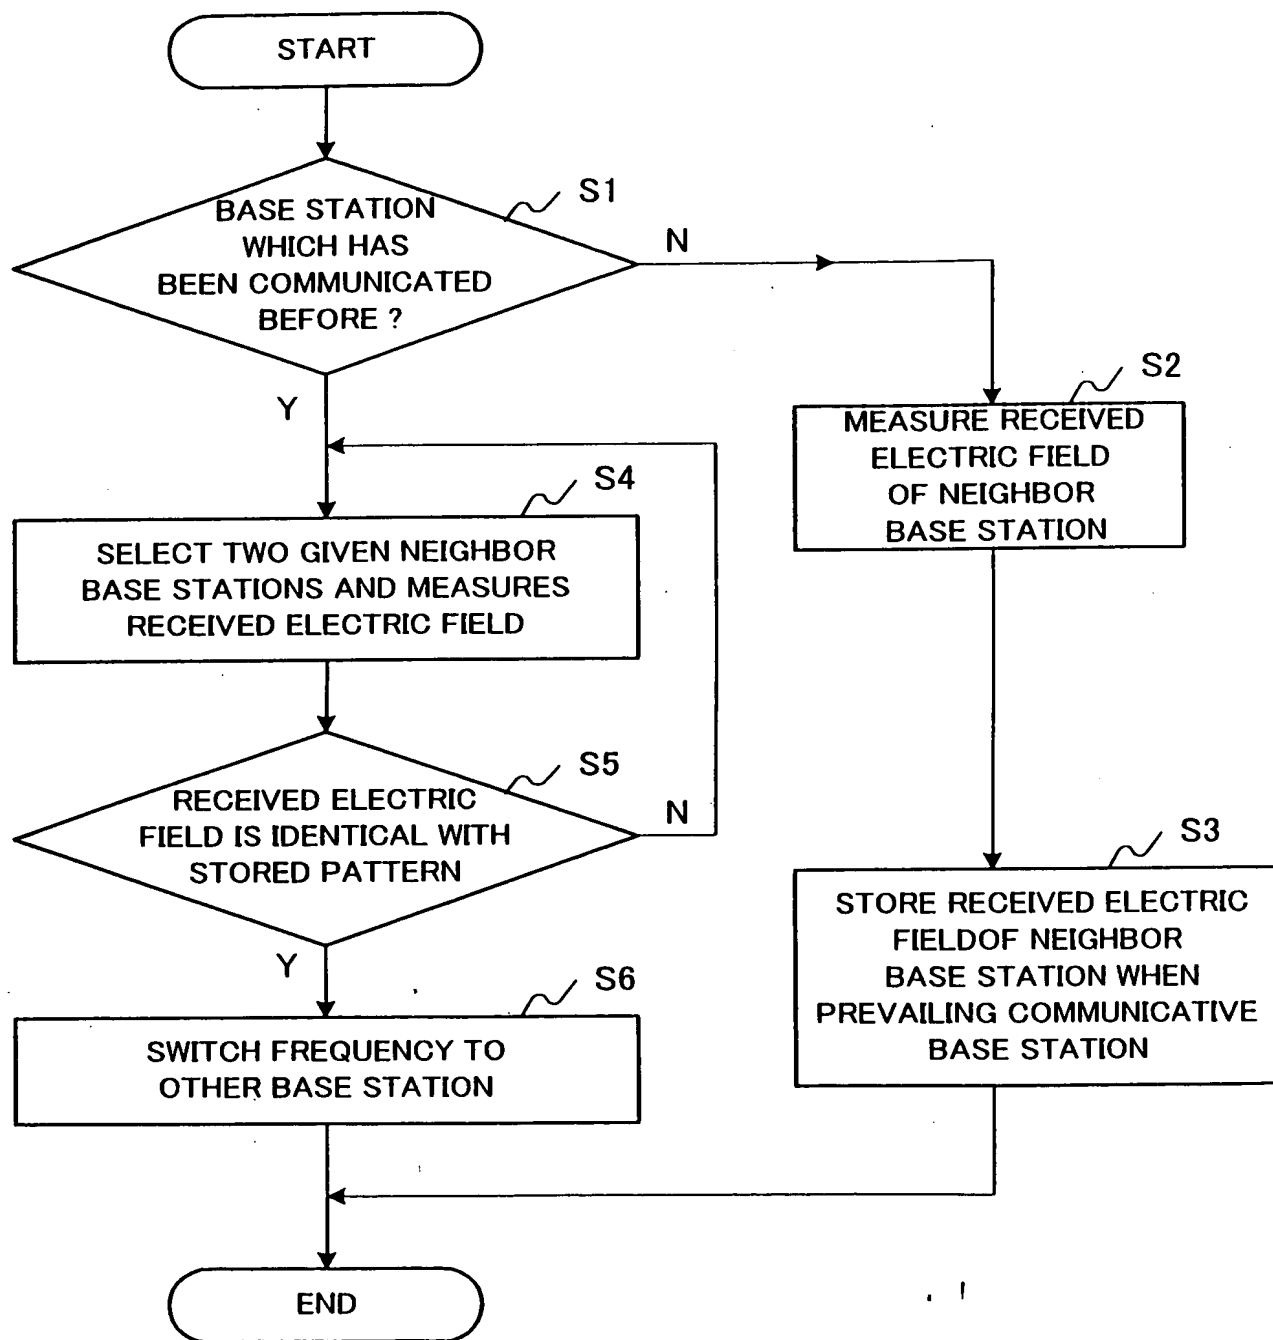 START
S1
BASE STATION
WHICH HAS
BEEN COMMUNICATED
BEFORE ?
N
Y
S2
MEASURE RECEIVED
ELECTRIC FIELD
OF NEIGHBOR
BASE STATION
S4
SELECT TWO GIVEN NEIGHBOR
BASE STATIONS AND MEASURES
RECEIVED ELECTRIC FIELD
S5
RECEIVED ELECTRIC
FIELD IS IDENTICAL WITH
STORED PATTERN
N
Y
S3
STORE RECEIVED ELECTRIC
FIELDOF NEIGHBOR
BASE STATION WHEN
PREVAILING COMMUNICATIVE
BASE STATION
S6
SWITCH FREQUENCY TO
OTHER BASE STATION
END